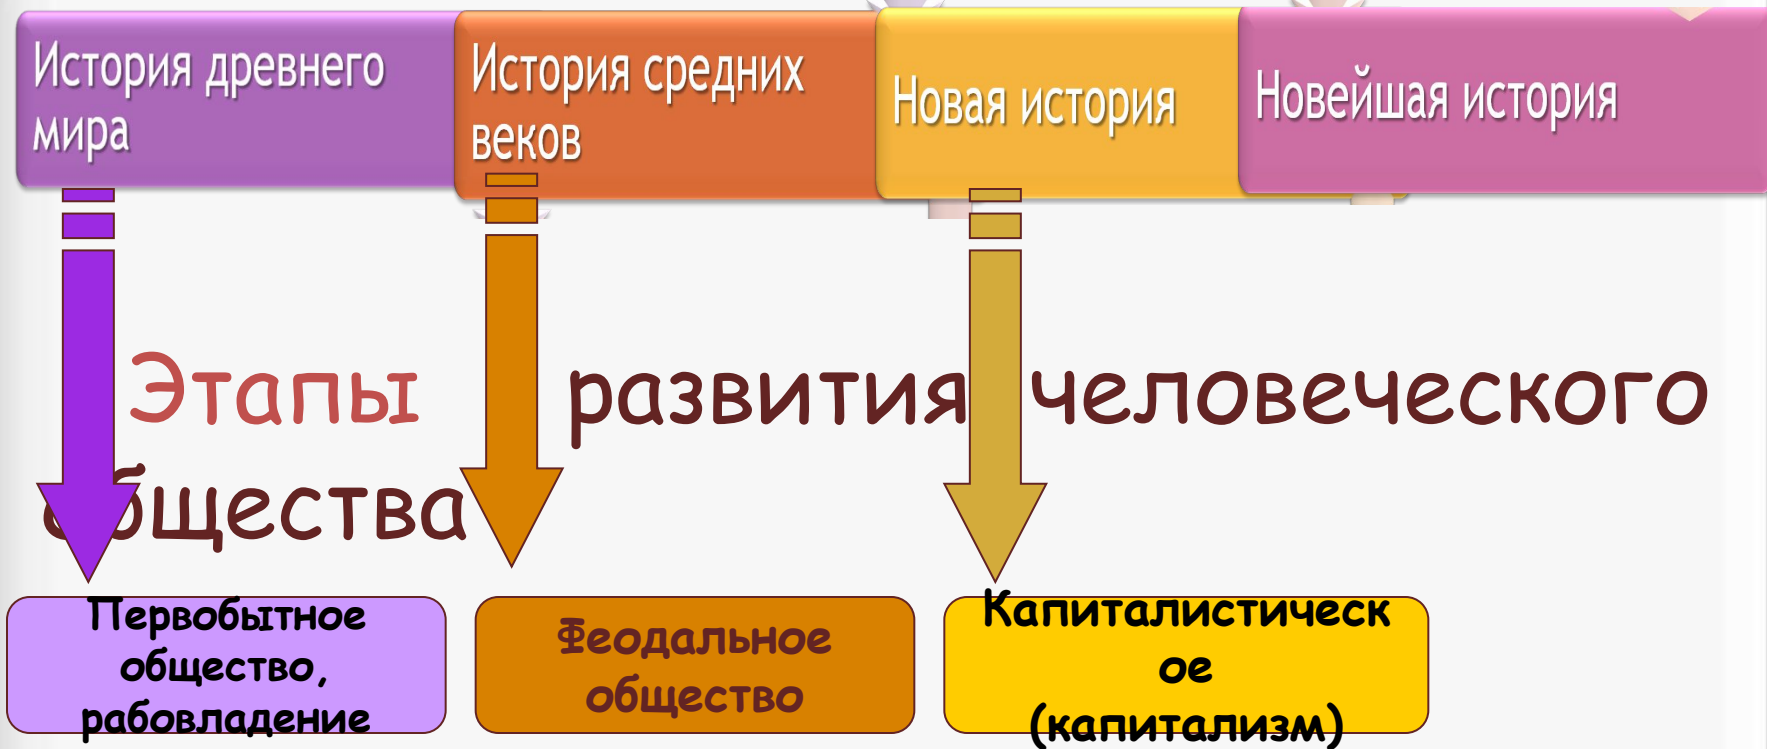 История древнего
мира
История средних
веков
Новая история
Новейшая история
Этапы развития человеческого
общества
Первобытное
общество,
рабовладение
Феодальное
общество
Капиталистическ
ое
(капитализм)